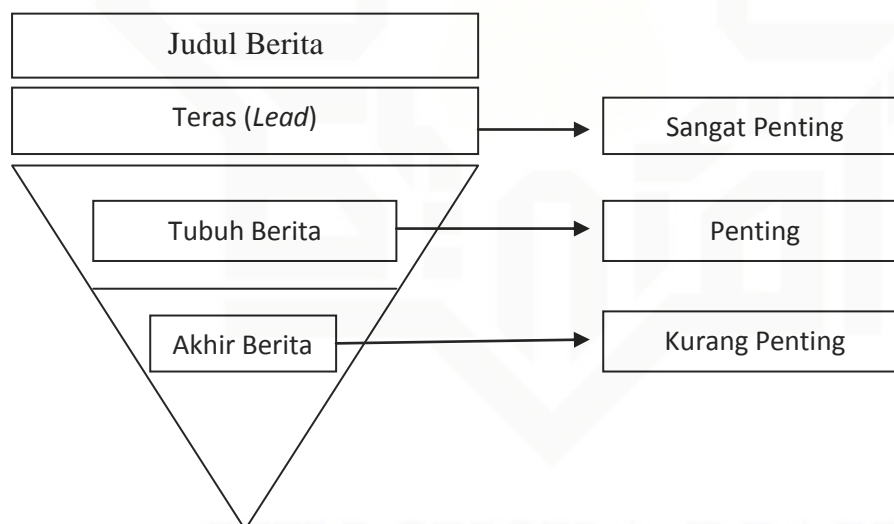 Judul Berita
Teras (Lead)
Sangat Penting
Tubuh Berita
Penting
Akhir Berita
Kurang Penting